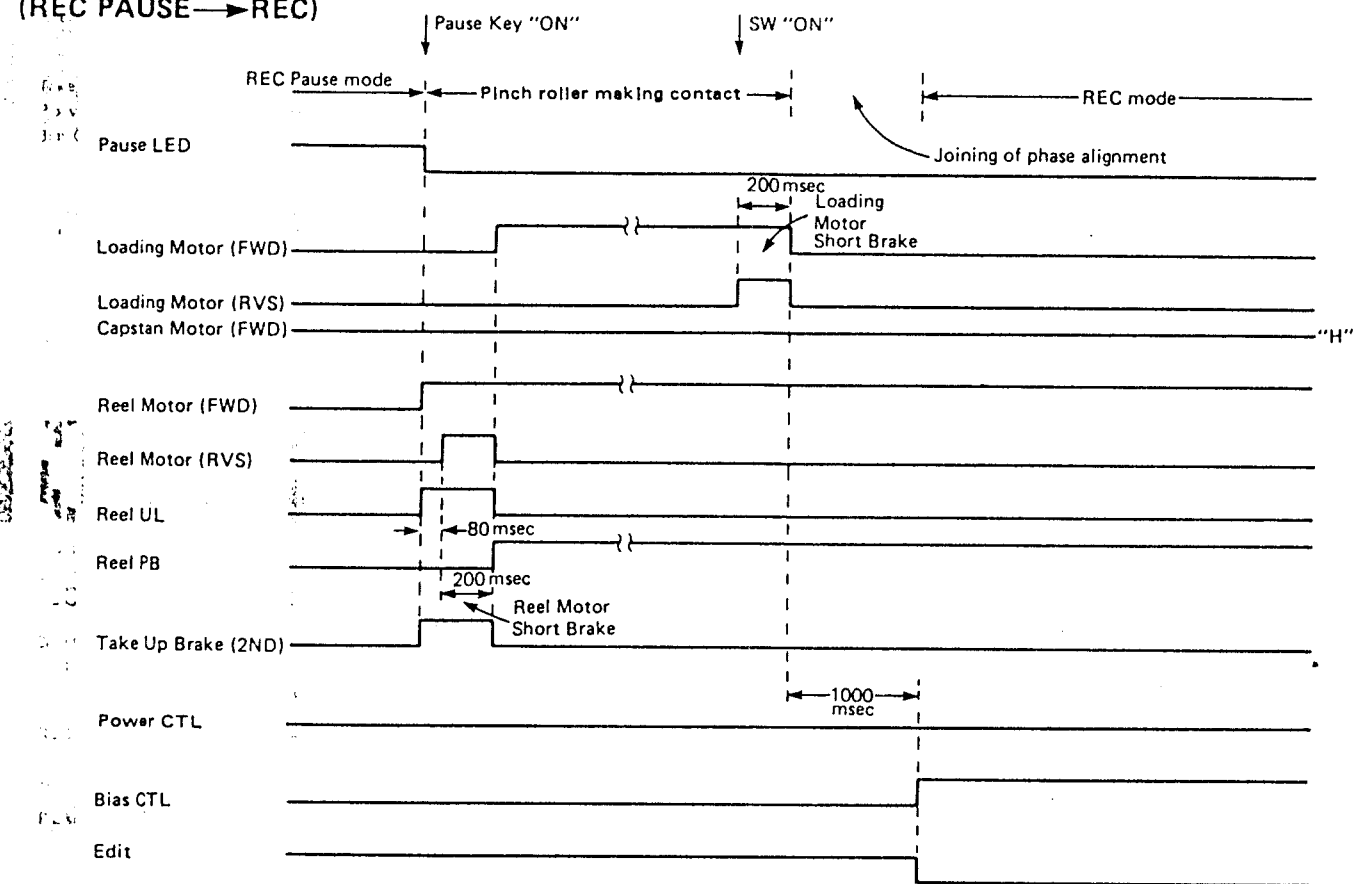 (REC PAUSE→REC)
Pause Key "ON"
SW "ON"
REC Pause mode
Pinch roller making contact
REC mode
Joining of phase alignment
Pause LED
200 msec
Loading
Motor
Short Brake
Loading Motor (FWD)
Loading Motor (RVS)
Capstan Motor (FWD)
"H"
Reel Motor (FWD)
Reel Motor (RVS)
Reel UL
80 msec
Reel PB
200 msec
Reel Motor
Short Brake
Take Up Brake (2ND)
1000
msec
Power CTL
Bias CTL
Edit